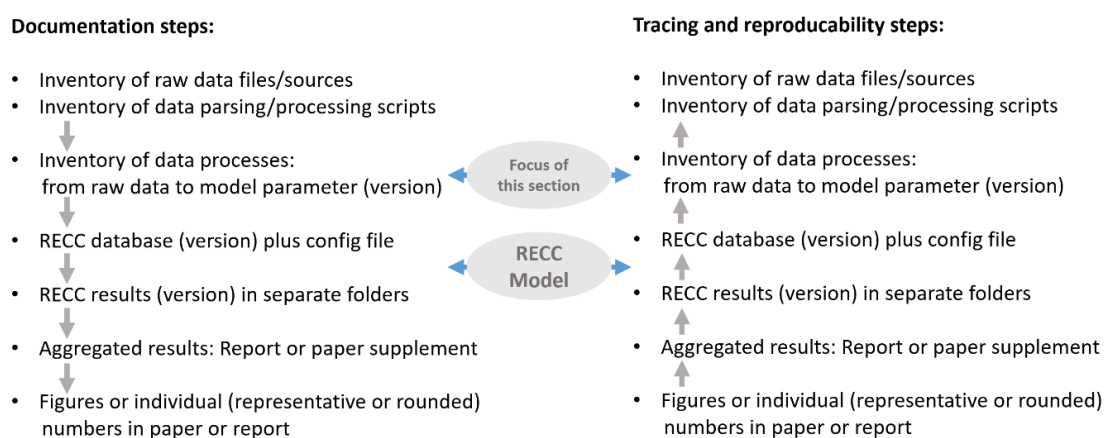 Documentation steps:
• Inventory of raw data files/sources
• Inventory of data parsing/processing scripts
• Inventory of data processes:
from raw data to model parameter (version)
• RECC database (version) plus config file
• RECC results (version) in separate folders
• Aggregated results: Report or paper supplement
• Figures or individual (representative or rounded)
numbers in paper or report
Focus of
this section
RECC
Model
Tracing and reproducability steps:
• Inventory of raw data files/sources
• Inventory of data parsing/processing scripts
• Inventory of data processes:
from raw data to model parameter (version)
• RECC database (version) plus config file
• RECC results (version) in separate folders
• Aggregated results: Report or paper supplement
• Figures or individual (representative or rounded)
numbers in paper or report